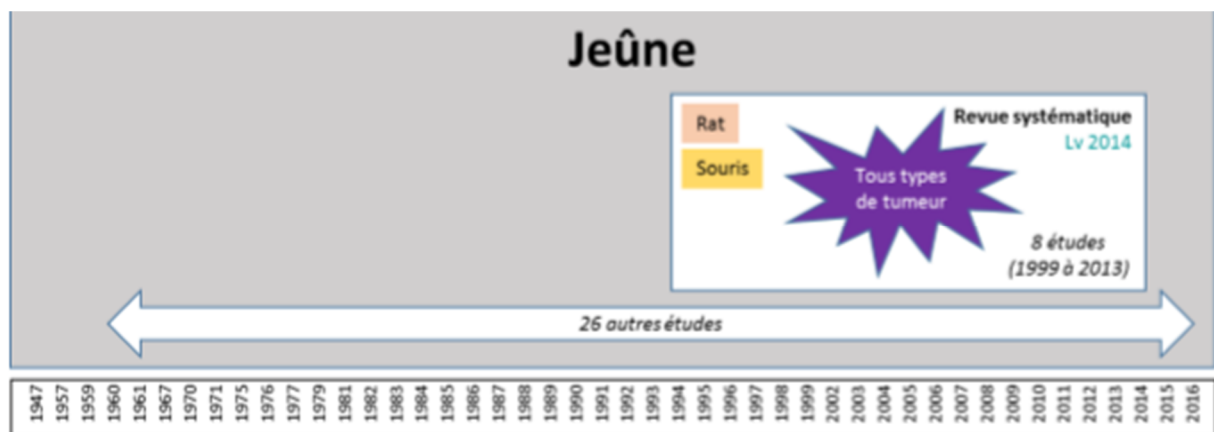 Jeûne
Rat
Souris
Revue systématique
Lv 2014
Tous types
de tumeur
8 études
(1999 à 2013)
26 autres études
1947 1957 1959 1960 1961 1967 1970 1971 1975 1976 1977 1979 1981 1982 1983 1984 1985 1986 1987 1988 1989 1990 1991 1992 1993 1994 1995 1996 1997 1998 1999 2002 2003 2004 2005 2006 2007 2008 2009 2010 2011 2012 2013 2014 2015 2016